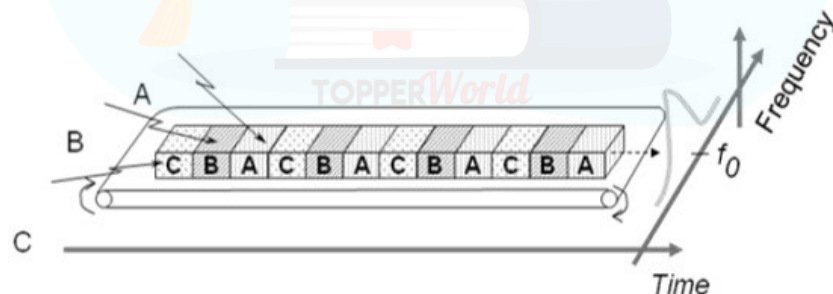 TOPPERWorld
A
B
C
C B A C B A C B A C B A
f0
Frequency
Time